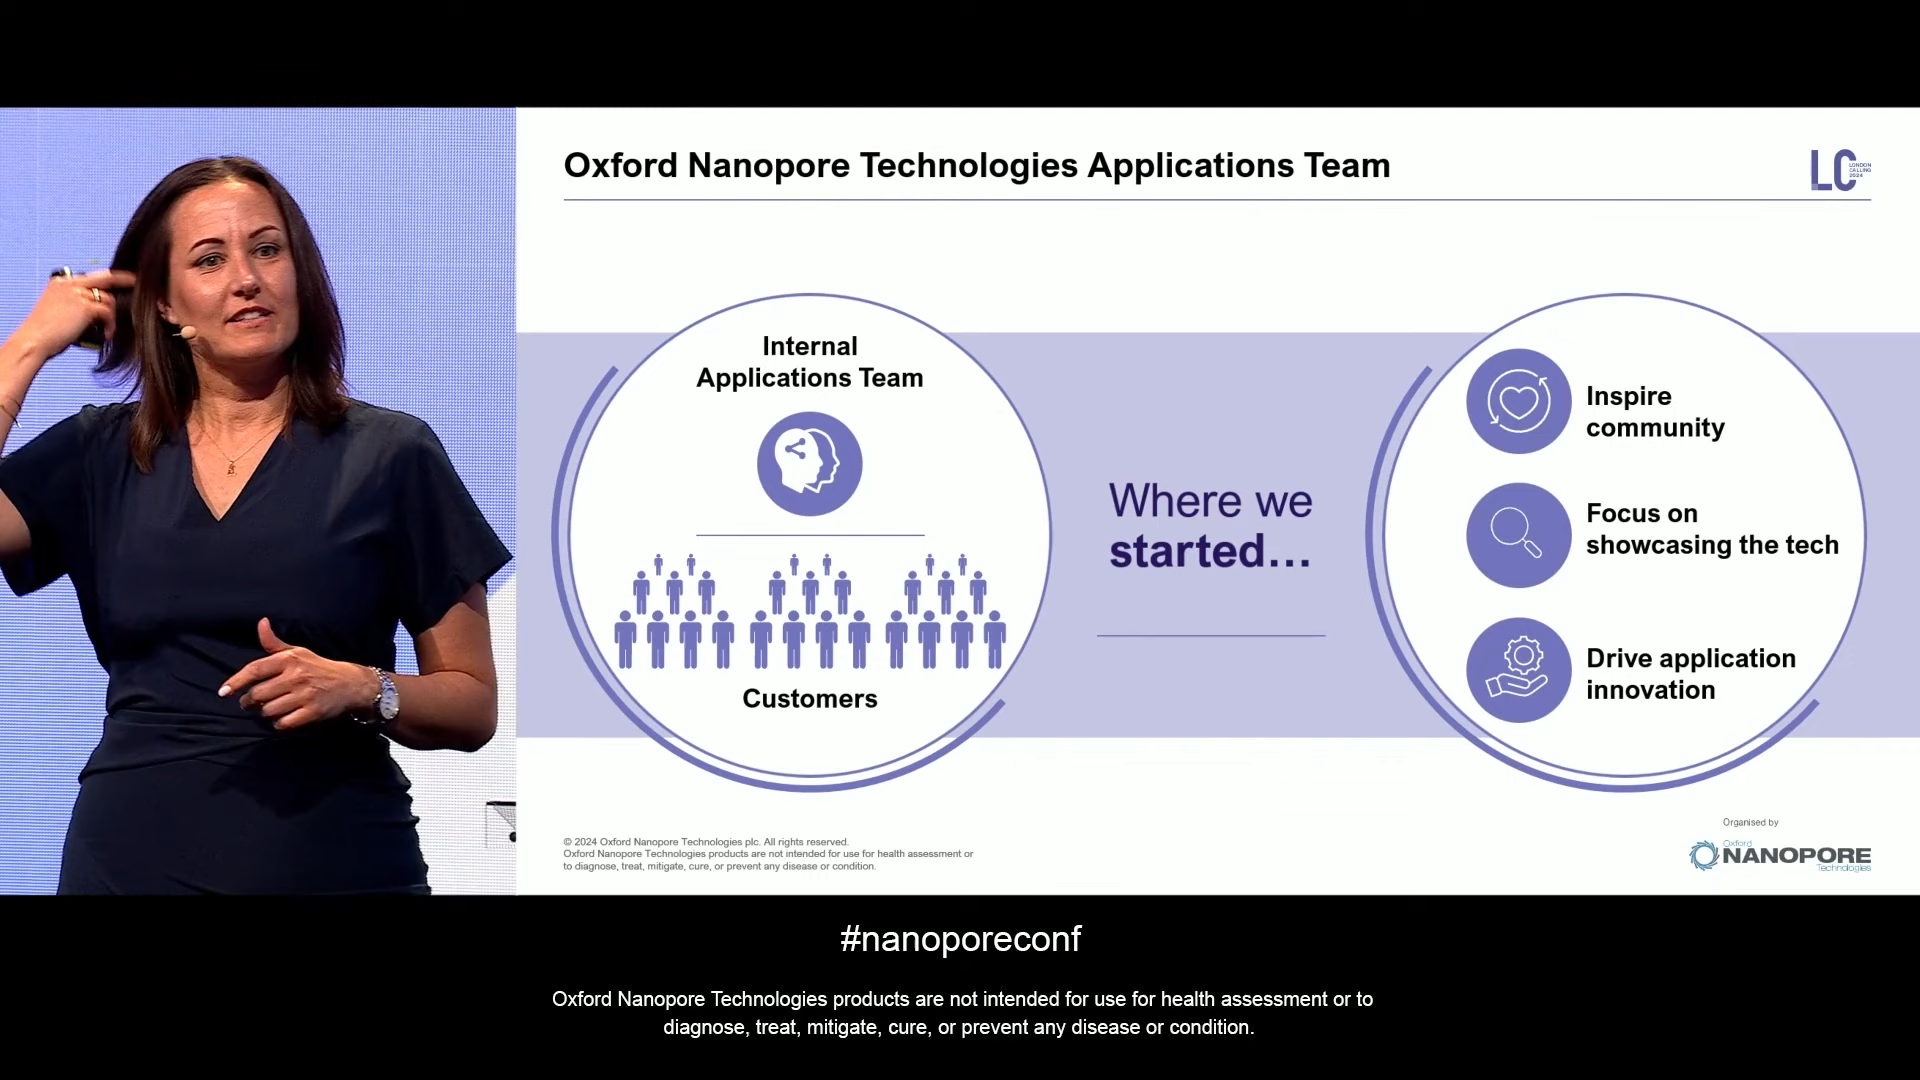 Oxford Nanopore Technologies Applications Team
LC
LONDON
CALLING
2024
Internal
Applications Team
Customers
Where we
started...
Inspire
community
Focus on
showcasing the tech
Drive application
innovation
© 2024 Oxford Nanopore Technologies plc. All rights reserved.
Oxford Nanopore Technologies products are not intended for use for health assessment or
to diagnose, treat, mitigate, cure, or prevent any disease or condition.
Organised by
Oxford
NANOPORE
Technologies
#nanoporeconf
Oxford Nanopore Technologies products are not intended for use for health assessment or to
diagnose, treat, mitigate, cure, or prevent any disease or condition.